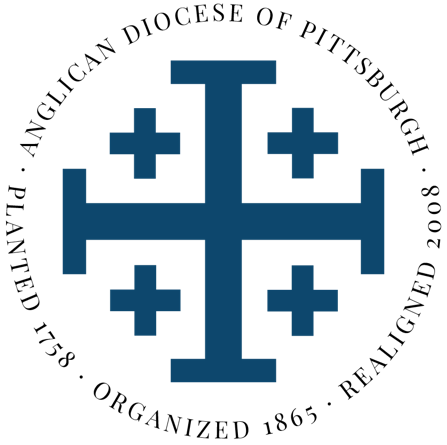 ANGLICAN DIOCESE OF PITTSBURGH · REALIGNED 2008 · ORGANIZED 1865 · PLANTED 1758 ·